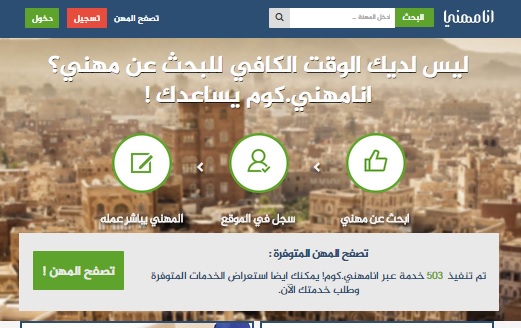 انامهني
البحث
ادخل المهنة ...
تصفح المهن
تسجيل
دخول
ليس لديك الوقت الكافي للبحث عن مهني؟
انامهني.كوم يساعدك !
ابحث عن مهني
سجل في الموقع
المهني يباشر عمله
تصفح المهن المتوفرة :
تم تنفيذ 503 خدمة عبر انامهني.كوم! يمكنك ايضا استعراض الخدمات المتوفرة
وطلب خدمتك الآن.
تصفح المهن !